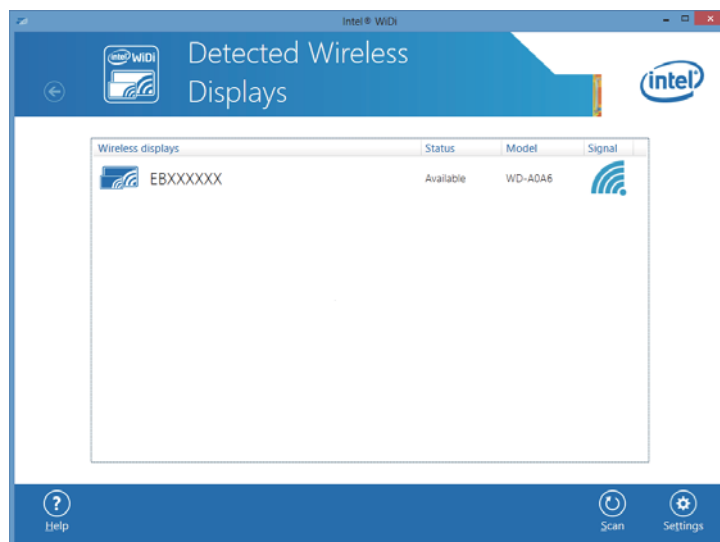 Intel® WiDi
intel WiDi
Detected Wireless
Displays
intel
Wireless displays Status Model Signal
EBXXXXXX Available WD-A0A6
Help Scan Settings